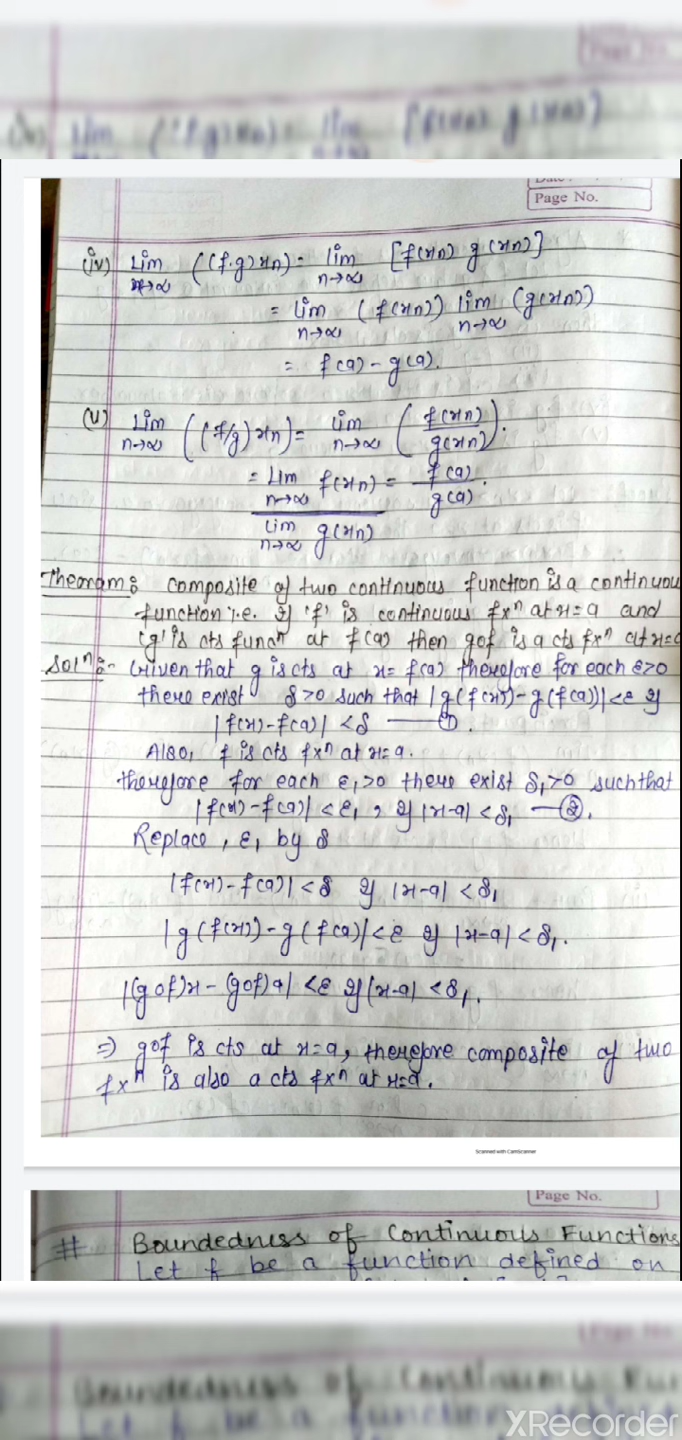 Page No.
(iv) Lim ((f.g)xn) = lim [f(xn) g(xn)]
n→∞ n→∞
= Lim (f(xn)) lim (g(xn))
n→∞ n→∞
= f(a) - g(a).
(v) Lim ((f/g)xn) = lim (f(xn)/g(xn)).
n→∞ n→∞
= Lim f(xn) = f(a)/g(a).
n→∞
Lim g(xn)
n→∞
Theoram: composite of two continuous function is a continuou
function i.e. If 'f' is continuous fxⁿ at x=a and
'g' is cts funcⁿ at f(a) then gof is a cts fxⁿ at x=a
Solⁿ:- Given that g is cts at x= f(a) therefore for each ε>0
there exist δ>0 such that |g(f(x))-g(f(a))|<ε if
|f(x)-f(a)| <δ —①.
Also, f is cts fxⁿ at x=a.
therefore for each ε₁>0 there exist δ₁>0 such that
|f(x)-f(a)| <ε₁, if |x-a| <δ₁ —②.
Replace, ε₁ by δ
|f(x)-f(a)|<δ if |x-a| <δ₁
|g(f(x))-g(f(a)|<ε if |x-a| <δ₁.
|(gof)x-(gof)a| <ε if |x-a| <δ₁.
⇒ gof is cts at x=a, therefore composite of two
fxⁿ is also a cts fxⁿ at x=a.
Scanned with CamScanner
Page No.
# Boundedness of Continuous Functions
Let f be a function defined on
XRecorder